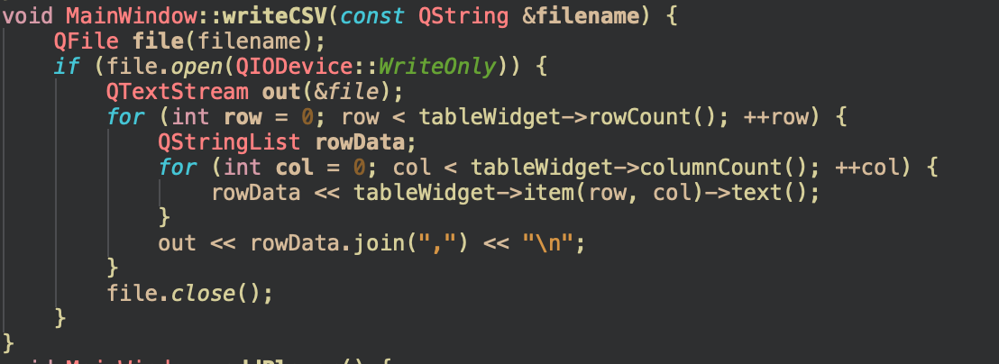 void MainWindow::writeCSV(const QString &filename) {
    QFile file(filename);
    if (file.open(QIODevice::WriteOnly)) {
        QTextStream out(&file);
        for (int row = 0; row < tableWidget->rowCount(); ++row) {
            QStringList rowData;
            for (int col = 0; col < tableWidget->columnCount(); ++col) {
                rowData << tableWidget->item(row, col)->text();
            }
            out << rowData.join(",") << "\n";
        }
        file.close();
    }
}